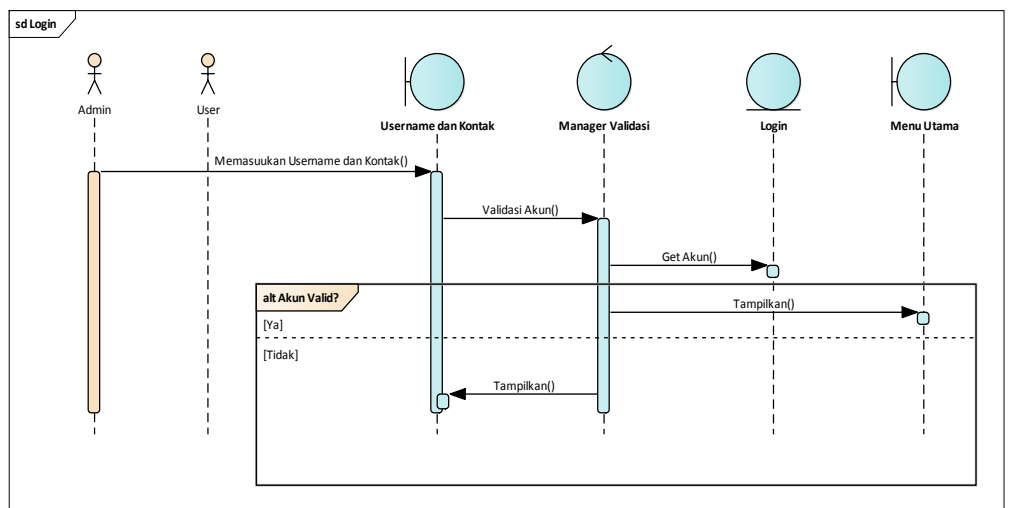 sd Login
Admin
User
Username dan Kontak
Manager Validasi
Login
Menu Utama
Memasuukan Username dan Kontak()
Validasi Akun()
Get Akun()
alt Akun Valid?
Tampilkan()
[Ya]
[Tidak]
Tampilkan()